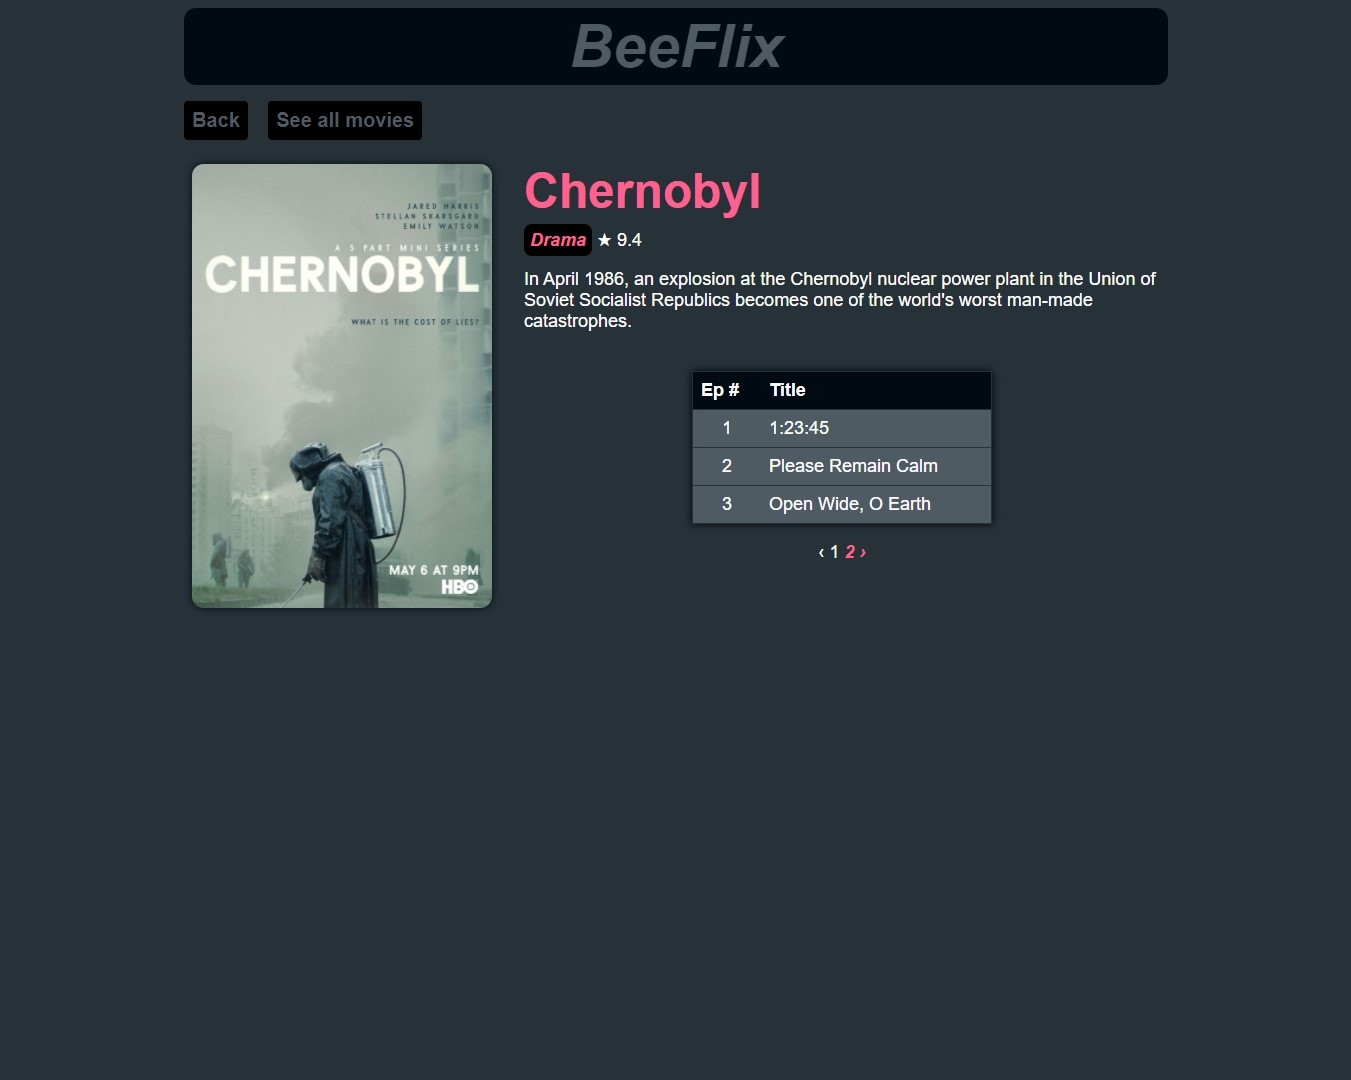 BeeFlix
Back
See all movies
JARED HARRIS
STELLAN SKARSGARD
EMILY WATSON
A 5 PART MINI SERIES
CHERNOBYL
WHAT IS THE COST OF LIES?
MAY 6 AT 9PM
HBO
Chernobyl
Drama ★ 9.4
In April 1986, an explosion at the Chernobyl nuclear power plant in the Union of
Soviet Socialist Republics becomes one of the world's worst man-made
catastrophes.
Ep # Title
1 1:23:45
2 Please Remain Calm
3 Open Wide, O Earth
‹ 1 2 ›